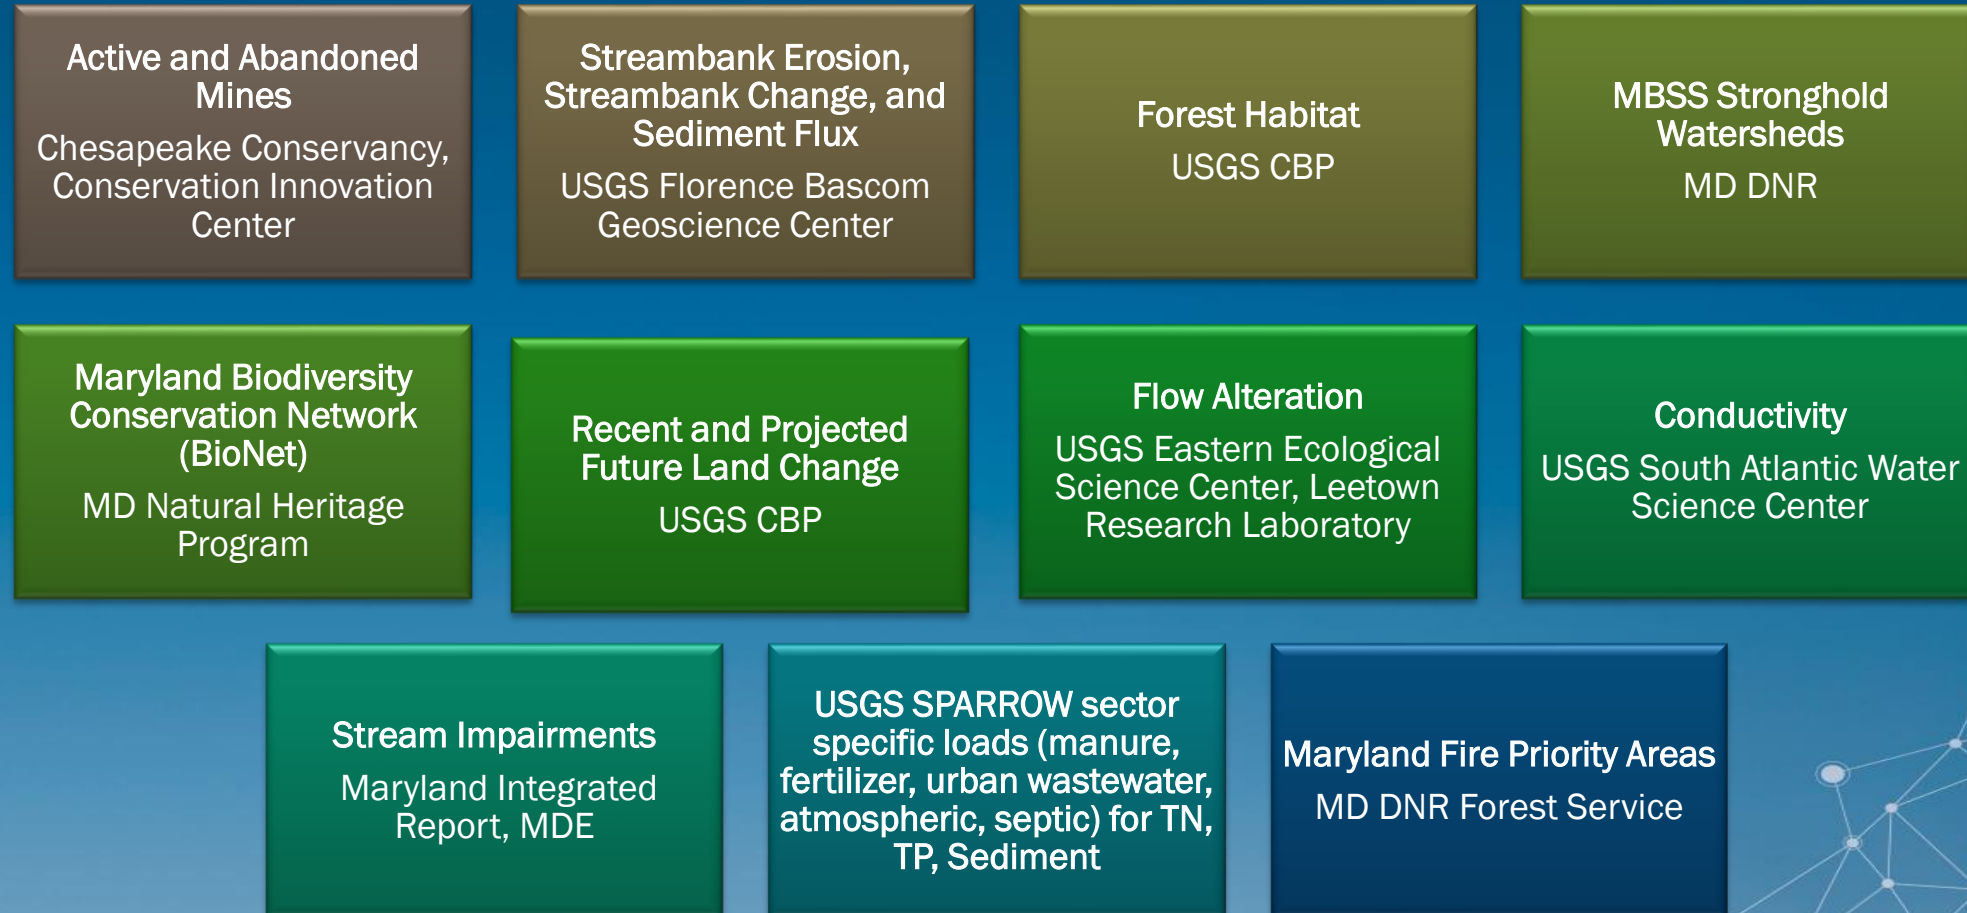 Active and Abandoned
Mines
Chesapeake Conservancy,
Conservation Innovation
Center
Streambank Erosion,
Streambank Change, and
Sediment Flux
USGS Florence Bascom
Geoscience Center
Forest Habitat
USGS CBP
MBSS Stronghold
Watersheds
MD DNR
Maryland Biodiversity
Conservation Network
(BioNet)
MD Natural Heritage
Program
Recent and Projected
Future Land Change
USGS CBP
Flow Alteration
USGS Eastern Ecological
Science Center, Leetown
Research Laboratory
Conductivity
USGS South Atlantic Water
Science Center
Stream Impairments
Maryland Integrated
Report, MDE
USGS SPARROW sector
specific loads (manure,
fertilizer, urban wastewater,
atmospheric, septic) for TN,
TP, Sediment
Maryland Fire Priority Areas
MD DNR Forest Service